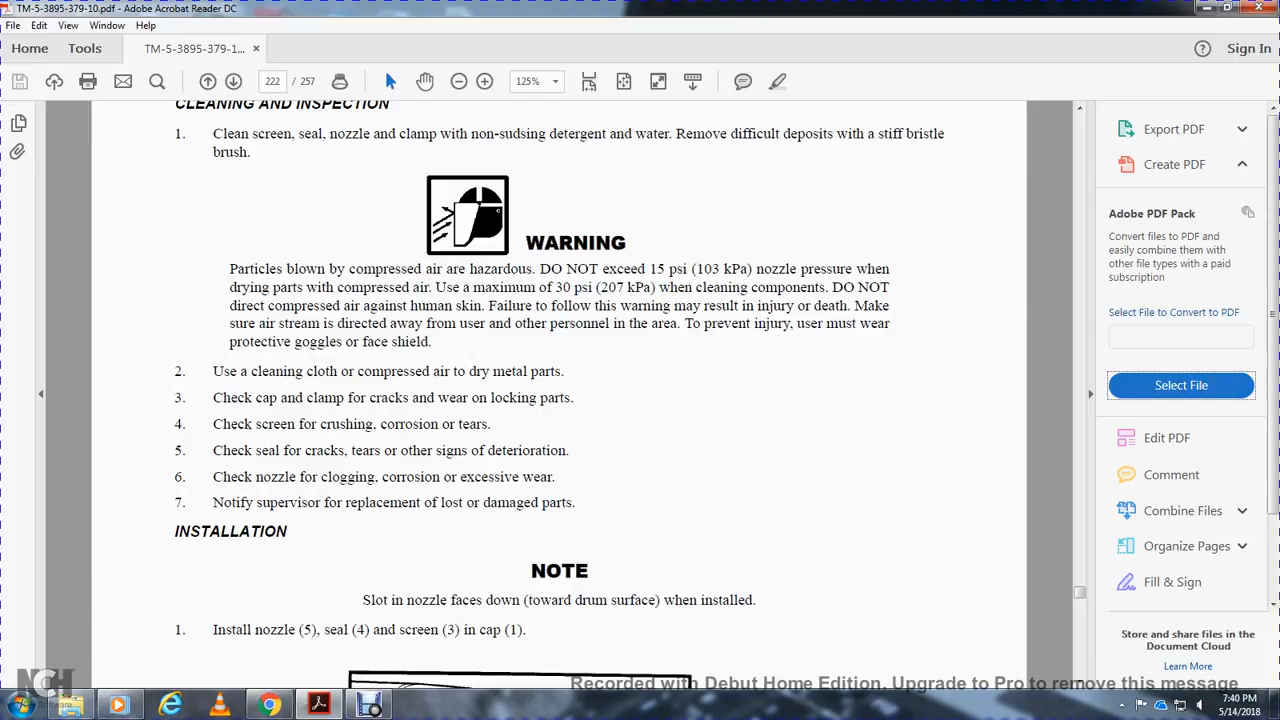 TM-5-3895-379-10.pdf - Adobe Acrobat Reader DC
File Edit View Window Help
Home Tools TM-5-3895-379-1... × Sign In
222 / 257 125%
CLEANING AND INSPECTION
1. Clean screen, seal, nozzle and clamp with non-sudsing detergent and water. Remove difficult deposits with a stiff bristle
brush.
WARNING
Particles blown by compressed air are hazardous. DO NOT exceed 15 psi (103 kPa) nozzle pressure when
drying parts with compressed air. Use a maximum of 30 psi (207 kPa) when cleaning components. DO NOT
direct compressed air against human skin. Failure to follow this warning may result in injury or death. Make
sure air stream is directed away from user and other personnel in the area. To prevent injury, user must wear
protective goggles or face shield.
2. Use a cleaning cloth or compressed air to dry metal parts.
3. Check cap and clamp for cracks and wear on locking parts.
4. Check screen for crushing, corrosion or tears.
5. Check seal for cracks, tears or other signs of deterioration.
6. Check nozzle for clogging, corrosion or excessive wear.
7. Notify supervisor for replacement of lost or damaged parts.
INSTALLATION
NOTE
Slot in nozzle faces down (toward drum surface) when installed.
1. Install nozzle (5), seal (4) and screen (3) in cap (1).
Export PDF
Create PDF
Adobe PDF Pack
Convert files to PDF and
easily combine them with
other file types with a paid
subscription
Select File to Convert to PDF
Select File
Edit PDF
Comment
Combine Files
Organize Pages
Fill & Sign
Store and share files in the
Document Cloud
Learn More
Recorded with Debut Home Edition. Upgrade to Pro to remove this message
NCH
Software
7:40 PM
5/14/2018